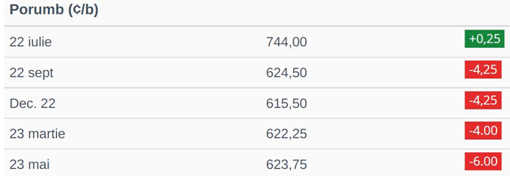 Porumb (¢/b)
22 iulie 744,00 +0,25
22 sept 624,50 -4,25
Dec. 22 615,50 -4,25
23 martie 622,25 -4.00
23 mai 623,75 -6.00